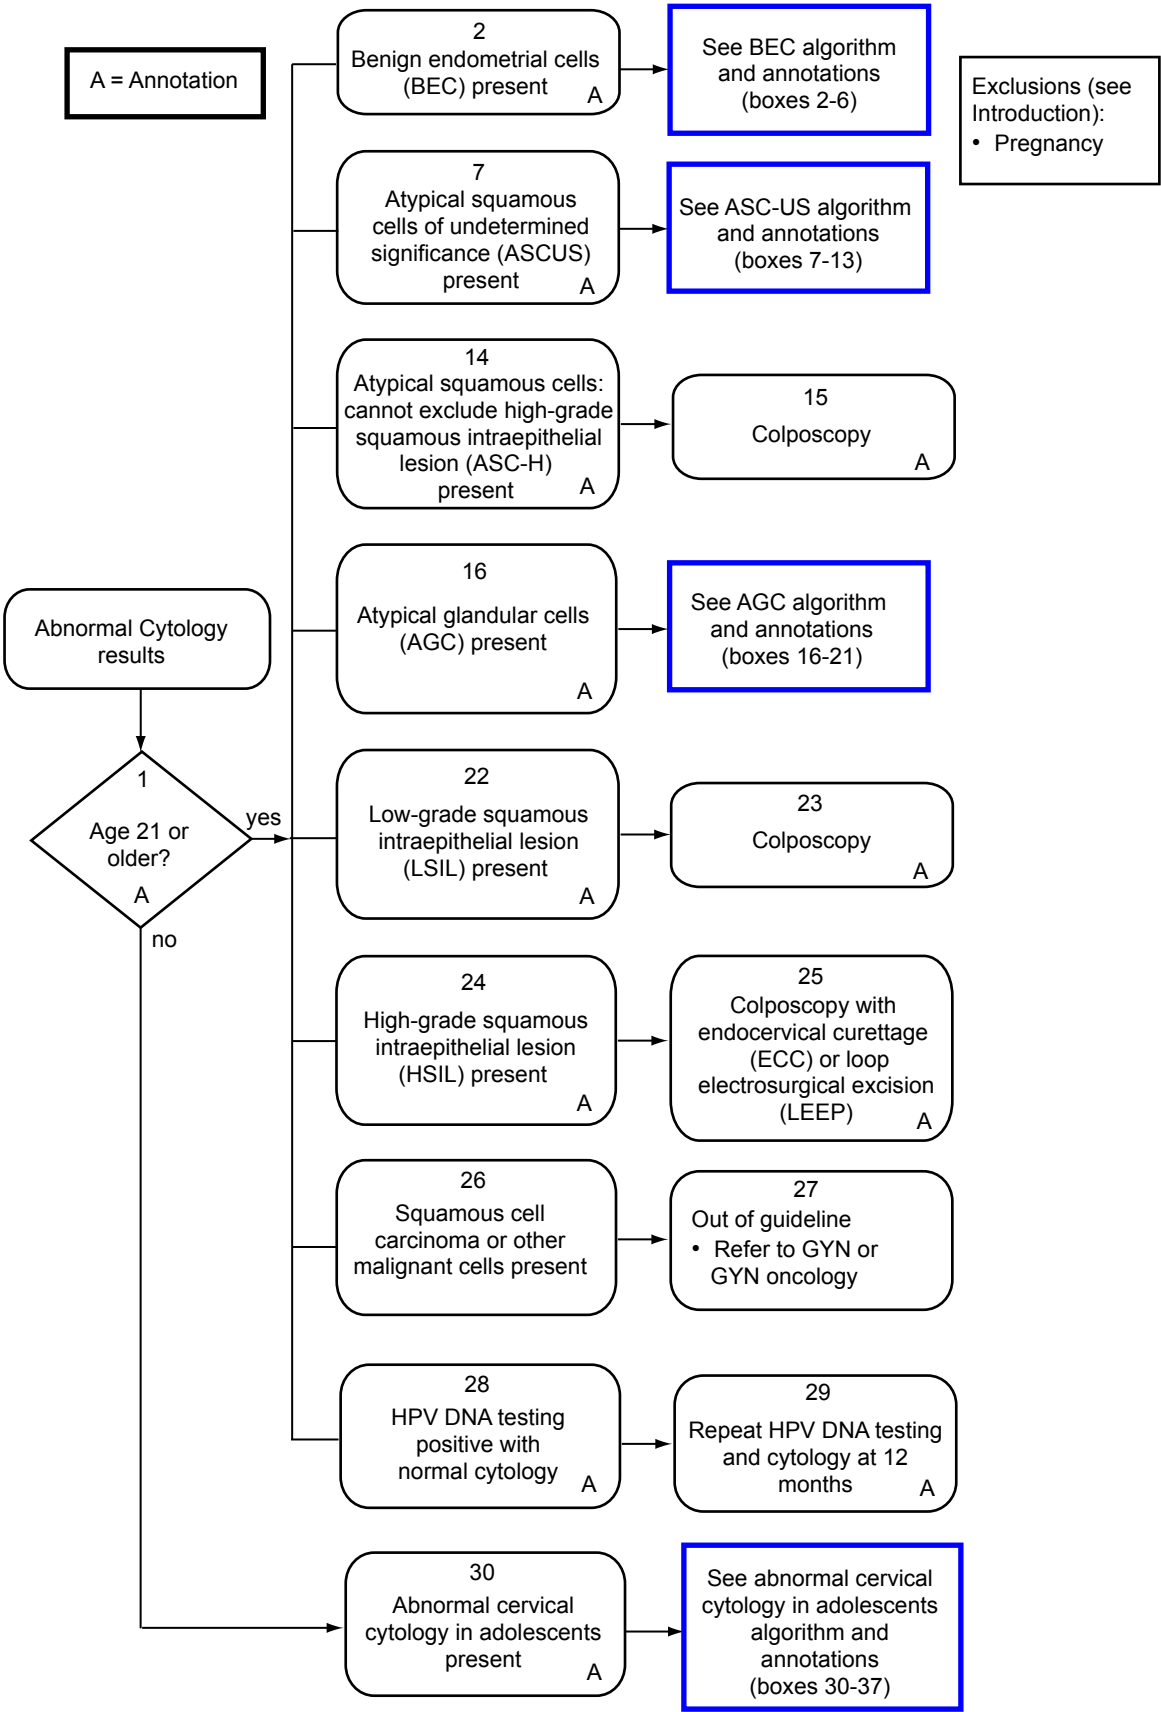 A = Annotation
2
Benign endometrial cells
(BEC) present
A
See BEC algorithm
and annotations
(boxes 2-6)
Exclusions (see
Introduction):
• Pregnancy
7
Atypical squamous
cells of undetermined
significance (ASCUS)
present
A
See ASC-US algorithm
and annotations
(boxes 7-13)
14
Atypical squamous cells:
cannot exclude high-grade
squamous intraepithelial
lesion (ASC-H)
present
A
15
Colposcopy
A
16
Atypical glandular cells
(AGC) present
A
See AGC algorithm
and annotations
(boxes 16-21)
Abnormal Cytology
results
1
Age 21 or
older?
A
yes
no
22
Low-grade squamous
intraepithelial lesion
(LSIL) present
A
23
Colposcopy
A
24
High-grade squamous
intraepithelial lesion
(HSIL) present
A
25
Colposcopy with
endocervical curettage
(ECC) or loop
electrosurgical excision
(LEEP)
A
26
Squamous cell
carcinoma or other
malignant cells present
27
Out of guideline
• Refer to GYN or
GYN oncology
28
HPV DNA testing
positive with
normal cytology
A
29
Repeat HPV DNA testing
and cytology at 12
months
A
30
Abnormal cervical
cytology in adolescents
present
A
See abnormal cervical
cytology in adolescents
algorithm and
annotations
(boxes 30-37)